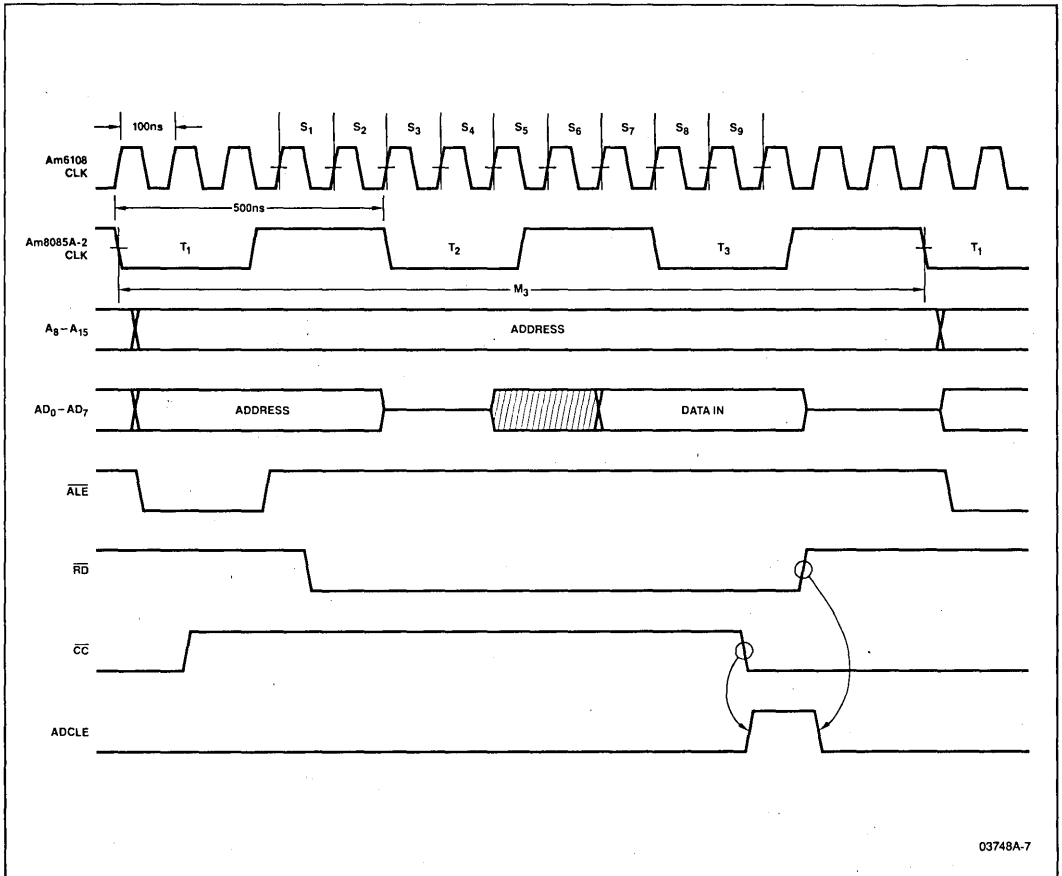 100ns
S1 S2 S3 S4 S5 S6 S7 S8 S9
Am6108
CLK
500ns
Am8085A-2
CLK
T1 T2 T3 T1
M3
A8–A15
ADDRESS
AD0–AD7
ADDRESS
DATA IN
ALE
RD
CC
ADCLE
03748A-7